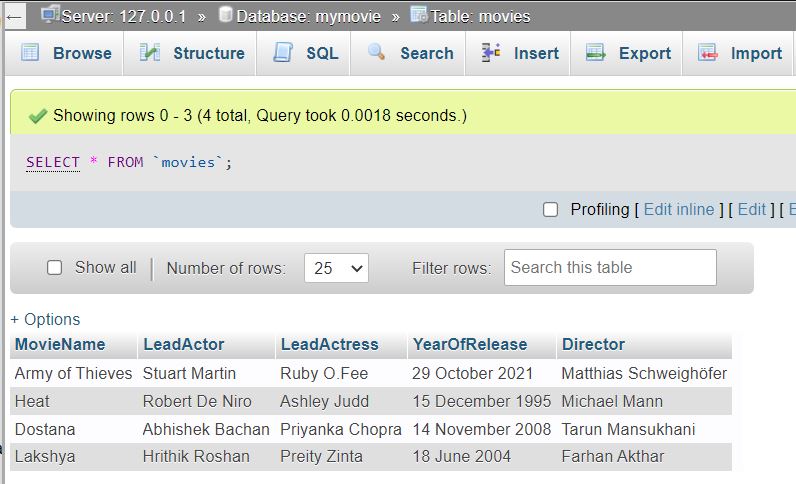 Server: 127.0.0.1 » Database: mymovie » Table: movies
Browse Structure SQL Search Insert Export Import
Showing rows 0 - 3 (4 total, Query took 0.0018 seconds.)
SELECT * FROM `movies`;
Profiling [ Edit inline ] [ Edit ] [
Show all Number of rows: 25 Filter rows: Search this table
+ Options
MovieName LeadActor LeadActress YearOfRelease Director
Army of Thieves Stuart Martin Ruby O.Fee 29 October 2021 Matthias Schweighöfer
Heat Robert De Niro Ashley Judd 15 December 1995 Michael Mann
Dostana Abhishek Bachan Priyanka Chopra 14 November 2008 Tarun Mansukhani
Lakshya Hrithik Roshan Preity Zinta 18 June 2004 Farhan Akthar